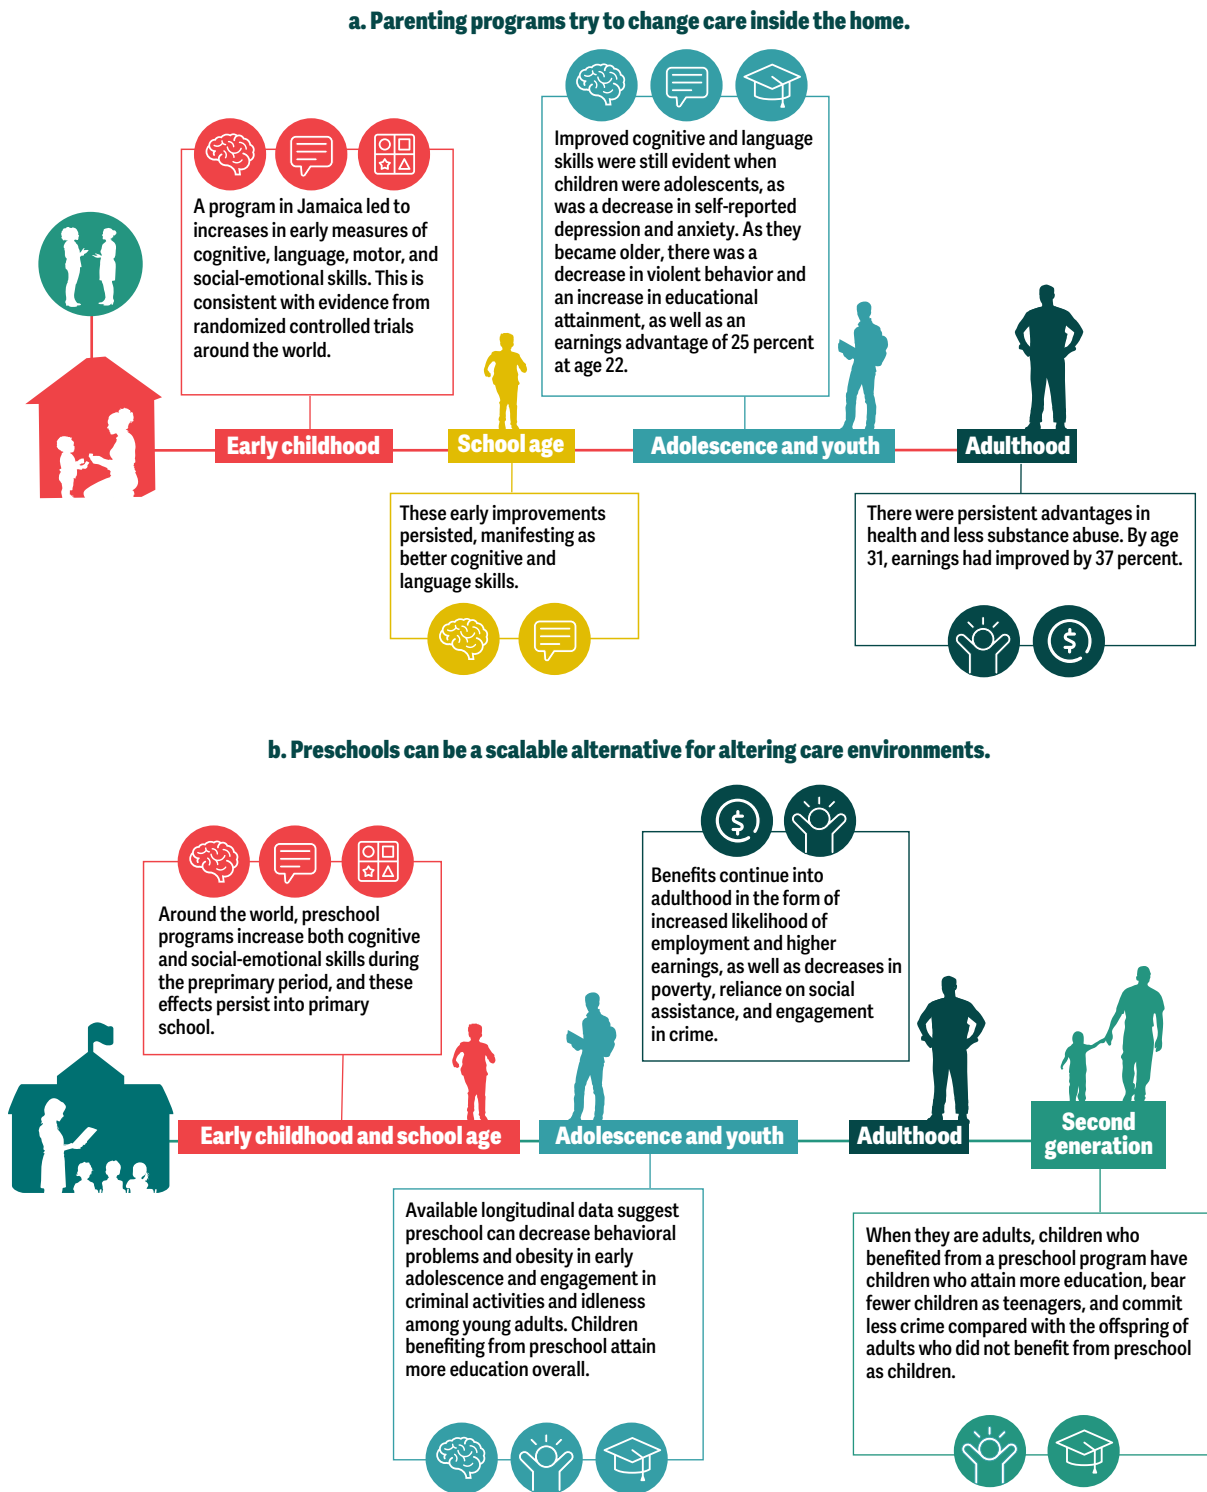 a. Parenting programs try to change care inside the home.
A program in Jamaica led to
increases in early measures of
cognitive, language, motor, and
social-emotional skills. This is
consistent with evidence from
randomized controlled trials
around the world.
Improved cognitive and language
skills were still evident when
children were adolescents, as
was a decrease in self-reported
depression and anxiety. As they
became older, there was a
decrease in violent behavior and
an increase in educational
attainment, as well as an
earnings advantage of 25 percent
at age 22.
Early childhood
School age
Adolescence and youth
Adulthood
These early improvements
persisted, manifesting as
better cognitive and
language skills.
There were persistent advantages in
health and less substance abuse. By age
31, earnings had improved by 37 percent.
$
b. Preschools can be a scalable alternative for altering care environments.
Around the world, preschool
programs increase both cognitive
and social-emotional skills during
the preprimary period, and these
effects persist into primary
school.
$
Benefits continue into
adulthood in the form of
increased likelihood of
employment and higher
earnings, as well as decreases in
poverty, reliance on social
assistance, and engagement
in crime.
Early childhood and school age
Adolescence and youth
Adulthood
Second
generation
Available longitudinal data suggest
preschool can decrease behavioral
problems and obesity in early
adolescence and engagement in
criminal activities and idleness
among young adults. Children
benefiting from preschool attain
more education overall.
When they are adults, children who
benefited from a preschool program have
children who attain more education, bear
fewer children as teenagers, and commit
less crime compared with the offspring of
adults who did not benefit from preschool
as children.